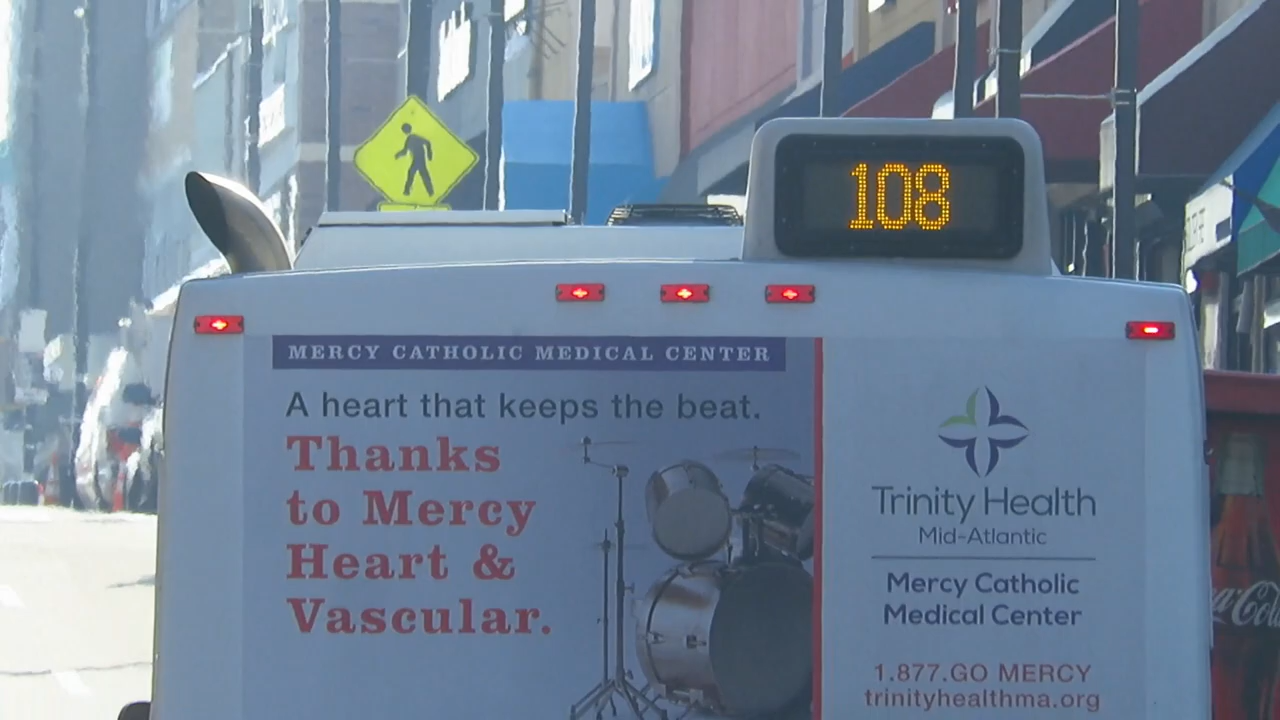 108
MERCY CATHOLIC MEDICAL CENTER
A heart that keeps the beat.
Thanks
to Mercy
Heart &
Vascular.
Trinity Health
Mid-Atlantic
Mercy Catholic
Medical Center
1.877.GO MERCY
trinityhealthma.org